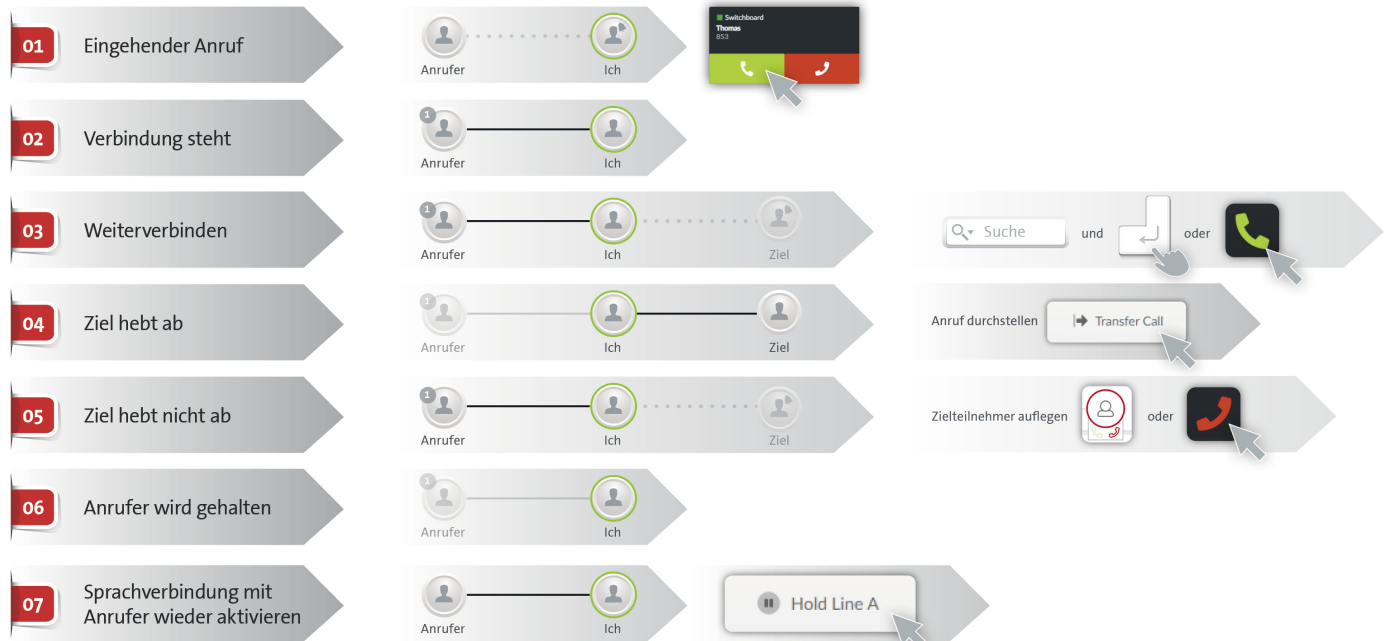 01
Eingehender Anruf
Anrufer
Ich
Switchboard
Thomas
853
02
Verbindung steht
1
Anrufer
Ich
03
Weiterverbinden
1
Anrufer
Ich
Ziel
Suche
und
oder
04
Ziel hebt ab
1
Anrufer
Ich
Ziel
Anruf durchstellen
Transfer Call
05
Ziel hebt nicht ab
1
Anrufer
Ich
Ziel
Zielteilnehmer auflegen
oder
06
Anrufer wird gehalten
1
Anrufer
Ich
07
Sprachverbindung mit
Anrufer wieder aktivieren
Anrufer
Ich
Hold Line A